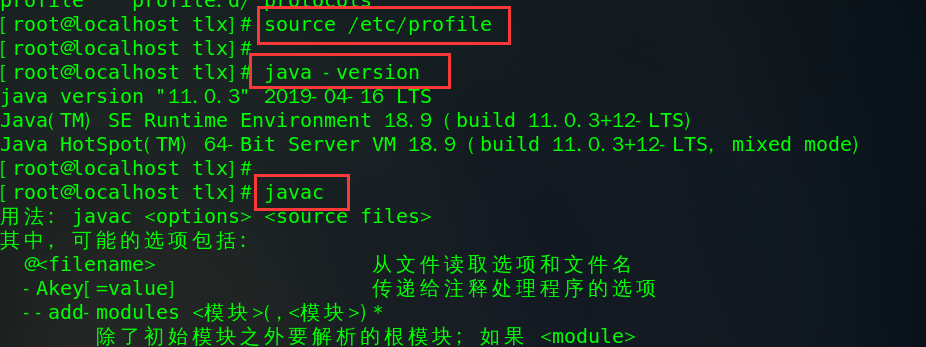 profile    profile.d/ protocols
[root@localhost tlx]# source /etc/profile
[root@localhost tlx]#
[root@localhost tlx]# java -version
java version "11.0.3" 2019-04-16 LTS
Java(TM) SE Runtime Environment 18.9 (build 11.0.3+12-LTS)
Java HotSpot(TM) 64-Bit Server VM 18.9 (build 11.0.3+12-LTS, mixed mode)
[root@localhost tlx]#
[root@localhost tlx]# javac
用法: javac <options> <source files>
其中, 可能的选项包括:
@<filename> 从文件读取选项和文件名
-Akey[=value] 传递给注释处理程序的选项
--add-modules <模块>(,<模块>)*
除了初始模块之外要解析的根模块; 如果 <module>